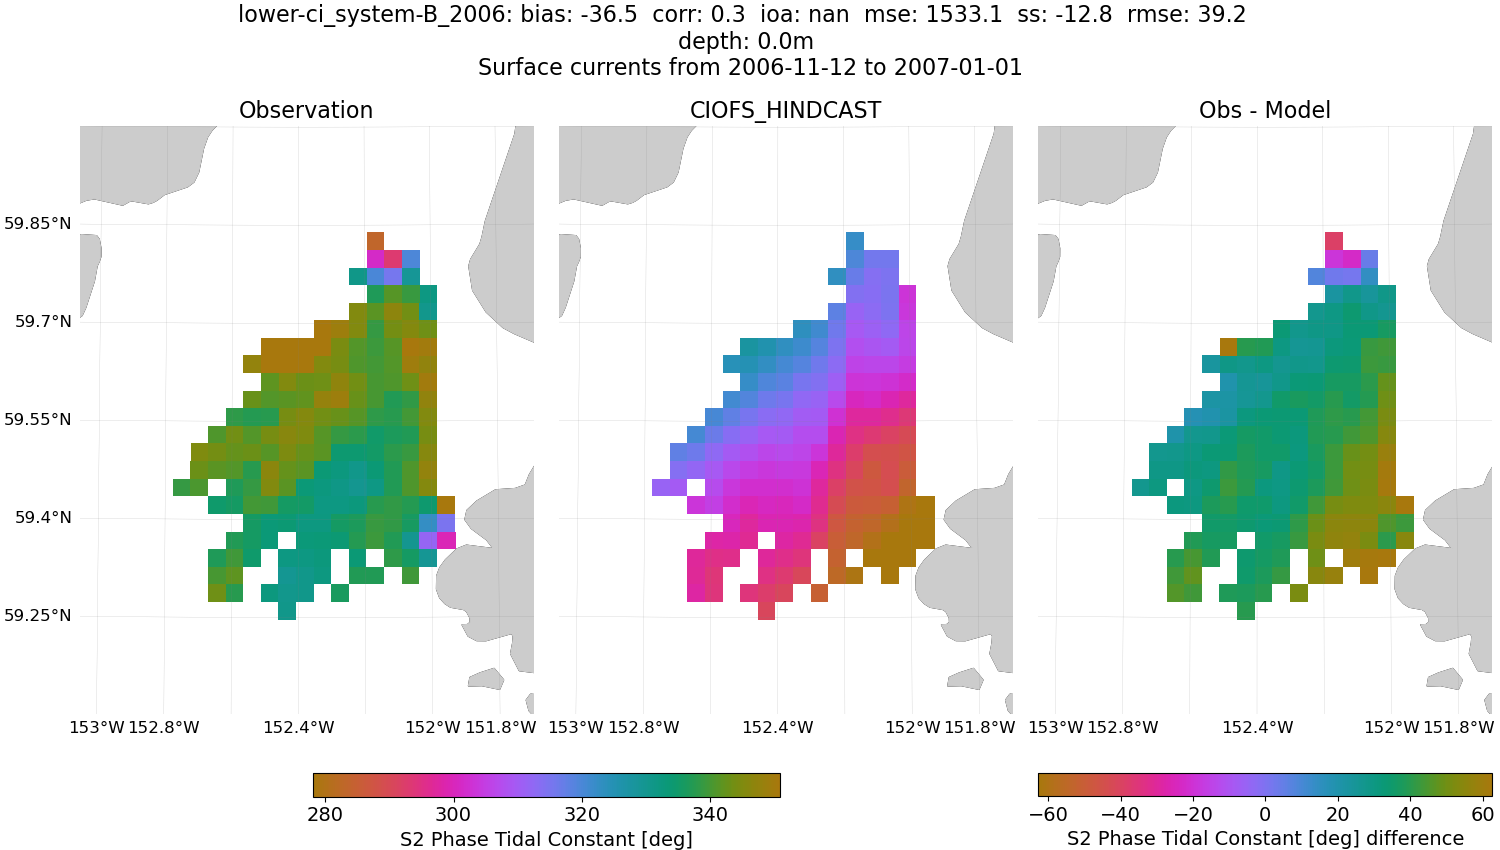 lower-ci_system-B_2006: bias: -36.5  corr: 0.3  ioa: nan  mse: 1533.1  ss: -12.8  rmse: 39.2
depth: 0.0m
Surface currents from 2006-11-12 to 2007-01-01
Observation
CIOFS_HINDCAST
Obs - Model
59.85°N
59.7°N
59.55°N
59.4°N
59.25°N
153°W 152.8°W 152.4°W 152°W 151.8°W
153°W 152.8°W 152.4°W 152°W 151.8°W
153°W 152.8°W 152.4°W 152°W 151.8°W
280 300 320 340
S2 Phase Tidal Constant [deg]
−60 −40 −20 0 20 40 60
S2 Phase Tidal Constant [deg] difference